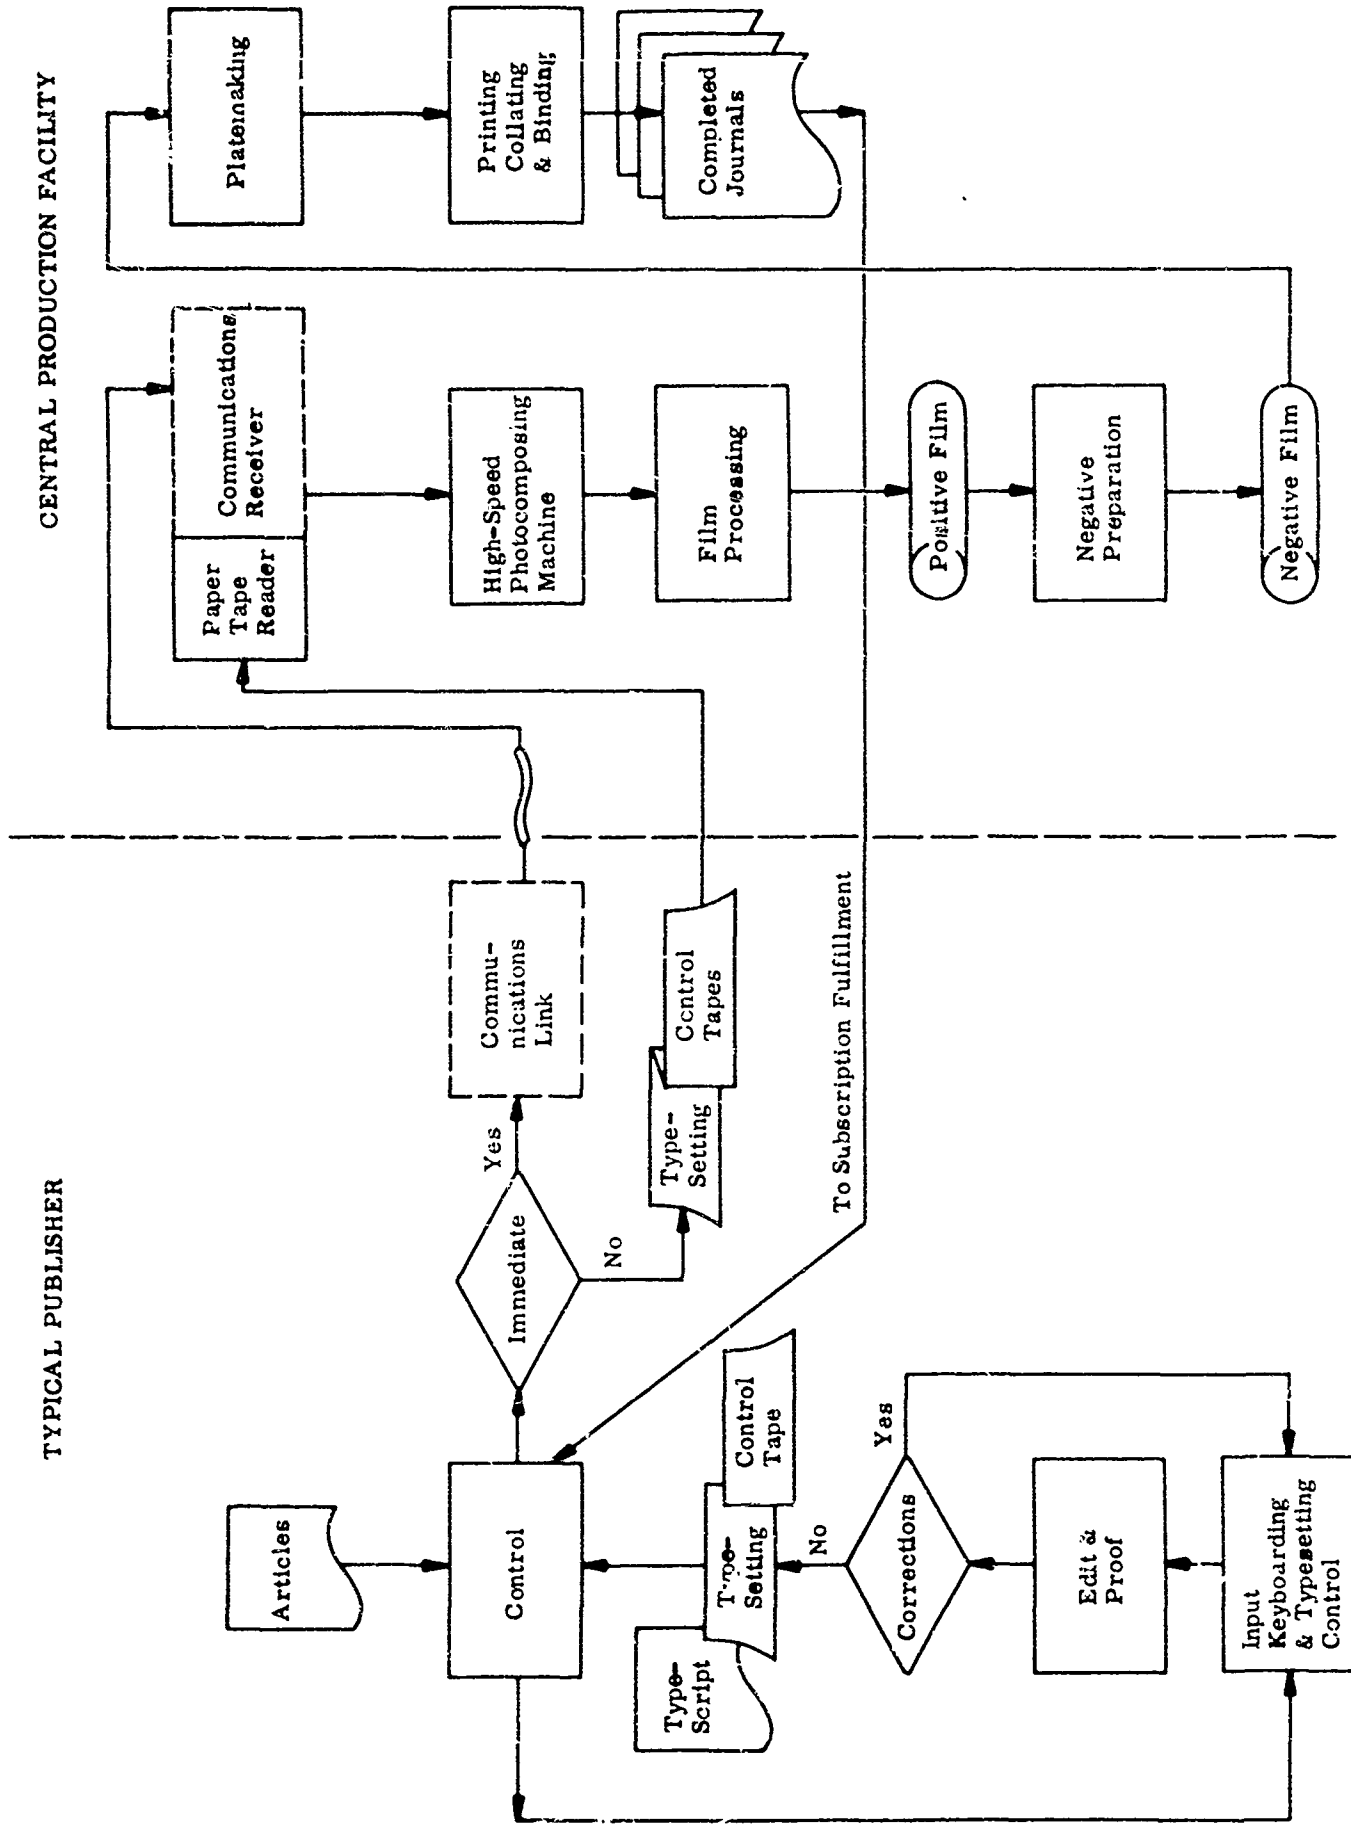 TYPICAL PUBLISHER
CENTRAL PRODUCTION FACILITY
Articles
Control
Immediate
Yes
No
Commu-
nications
Link
Type-
Setting
Control
Tapes
Type-
Script
Type-
Setting
Control
Tape
No
Corrections
Yes
Edit &
Proof
Input
Keyboarding
& Typesetting
Control
To Subscription Fulfillment
Paper
Tape
Reader
Communications
Receiver
High-Speed
Photocomposing
Machine
Film
Processing
Positive Film
Negative
Preparation
Negative Film
Platemaking
Printing
Collating
& Binding
Completed
Journals